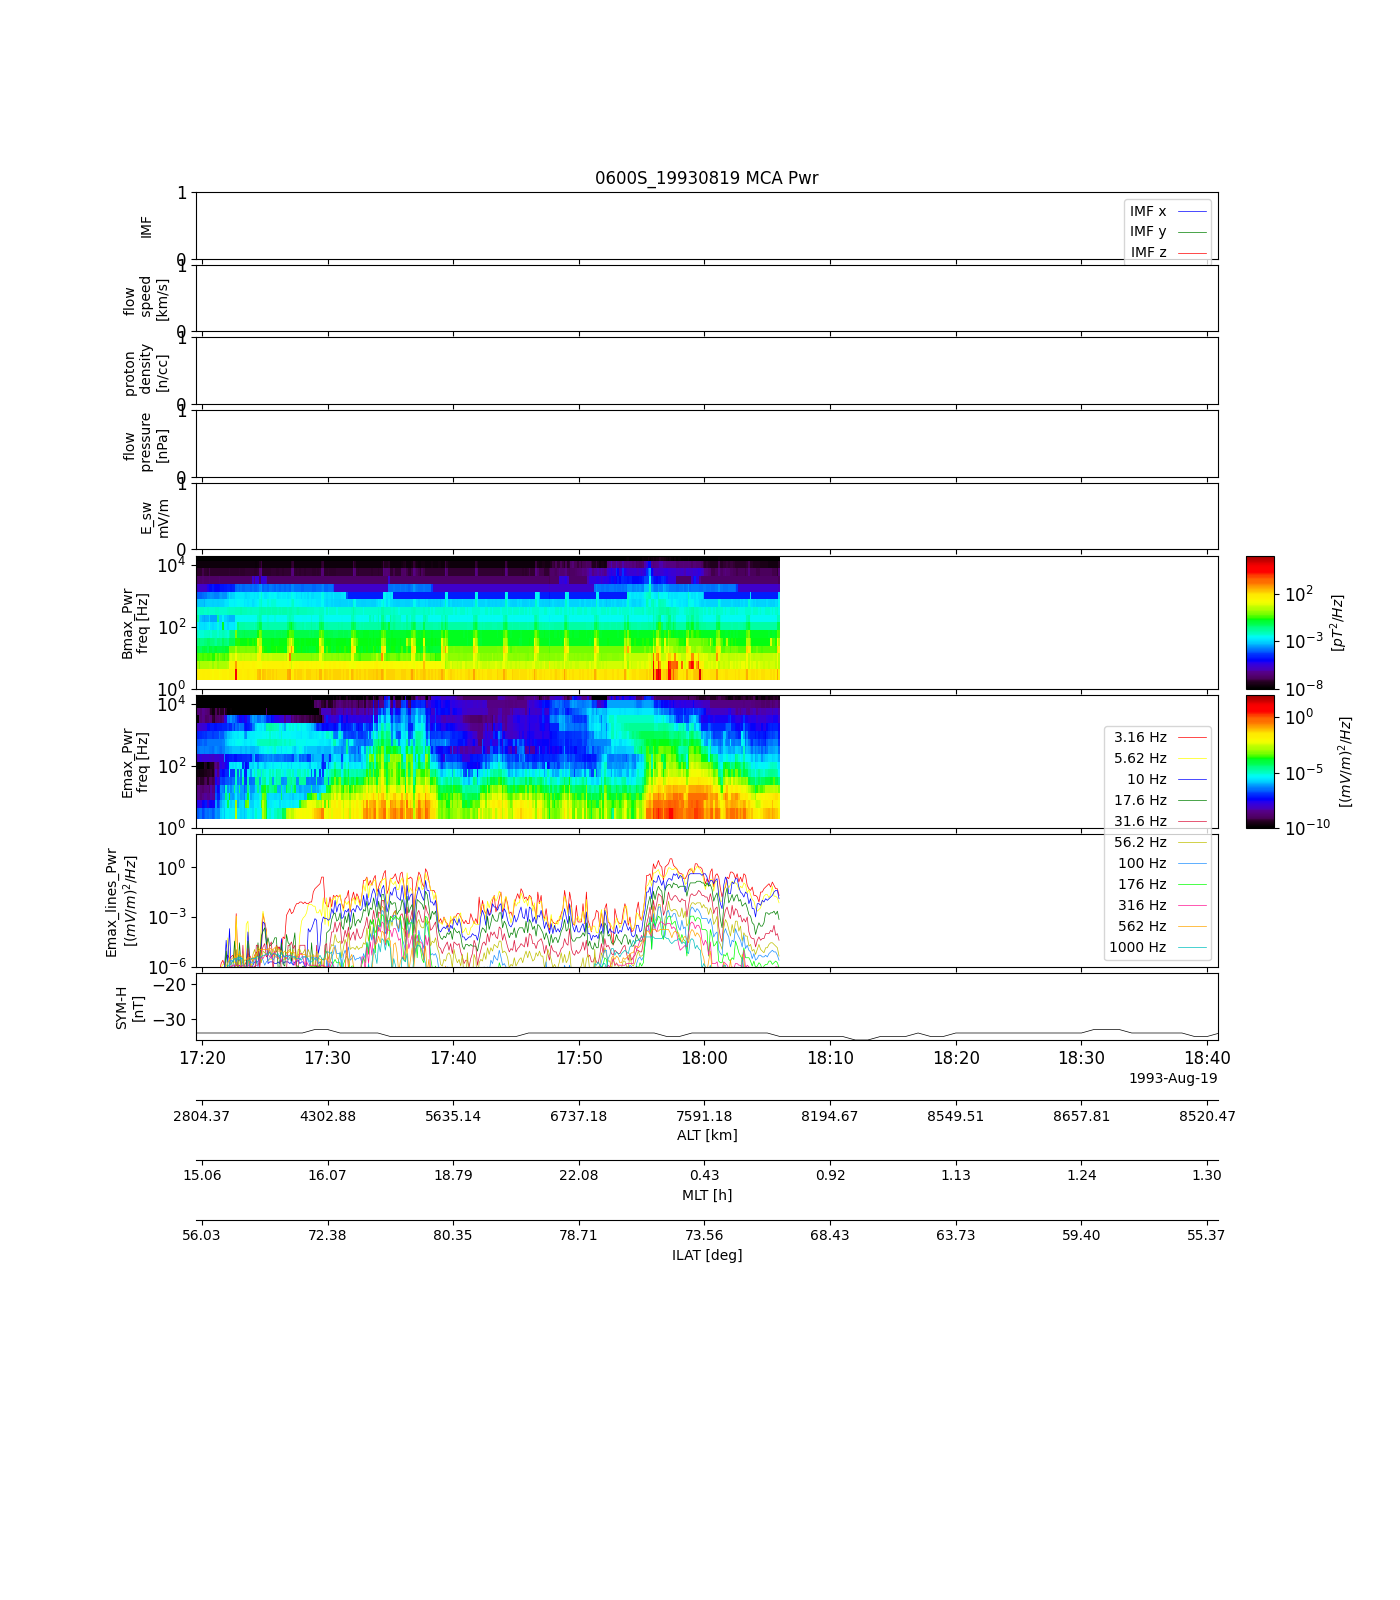 0600S_19930819 MCA Pwr
1
IMF
0
IMF x
IMF y
IMF z
1
flow
speed
[km/s]
0
1
proton
density
[n/cc]
0
1
flow
pressure
[nPa]
0
1
E_sw
mV/m
0
10^4
10^2
10^0
Bmax_Pwr
freq [Hz]
10^2
10^-3
10^-8
[pT^2/Hz]
10^4
10^2
10^0
Emax_Pwr
freq [Hz]
10^0
10^-5
10^-10
[(mV/m)^2/Hz]
3.16 Hz
5.62 Hz
10 Hz
17.6 Hz
31.6 Hz
56.2 Hz
100 Hz
176 Hz
316 Hz
562 Hz
1000 Hz
10^0
10^-3
10^-6
Emax_lines_Pwr
[(mV/m)^2/Hz]
−20
−30
SYM-H
[nT]
17:20 17:30 17:40 17:50 18:00 18:10 18:20 18:30 18:40
1993-Aug-19
2804.37 4302.88 5635.14 6737.18 7591.18 8194.67 8549.51 8657.81 8520.47
ALT [km]
15.06 16.07 18.79 22.08 0.43 0.92 1.13 1.24 1.30
MLT [h]
56.03 72.38 80.35 78.71 73.56 68.43 63.73 59.40 55.37
ILAT [deg]